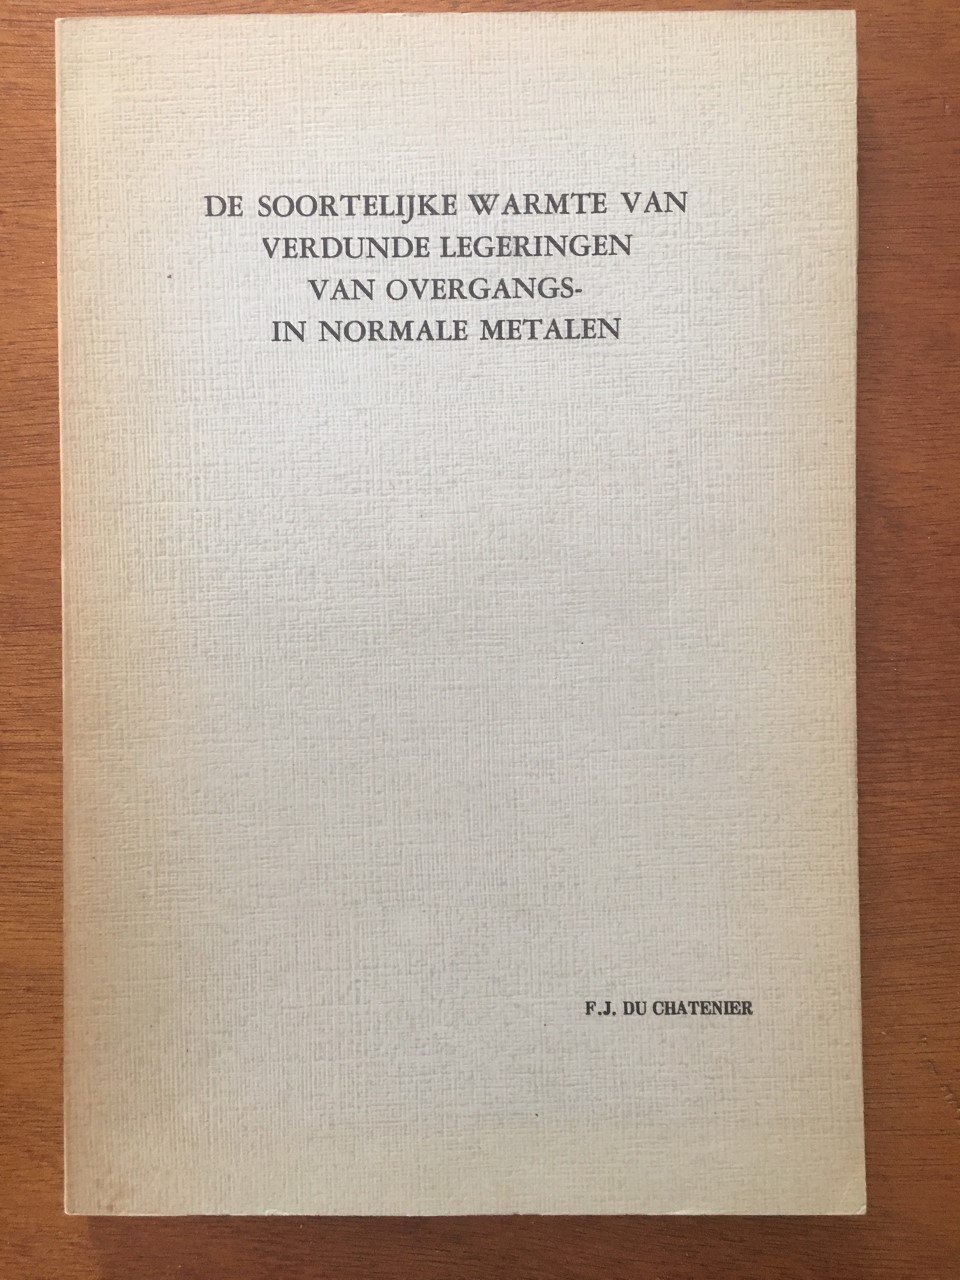 DE SOORTELIJKE WARMTE VAN
VERDUNDE LEGERINGEN
VAN OVERGANGS-
IN NORMALE METALEN
F.J. DU CHATENIER